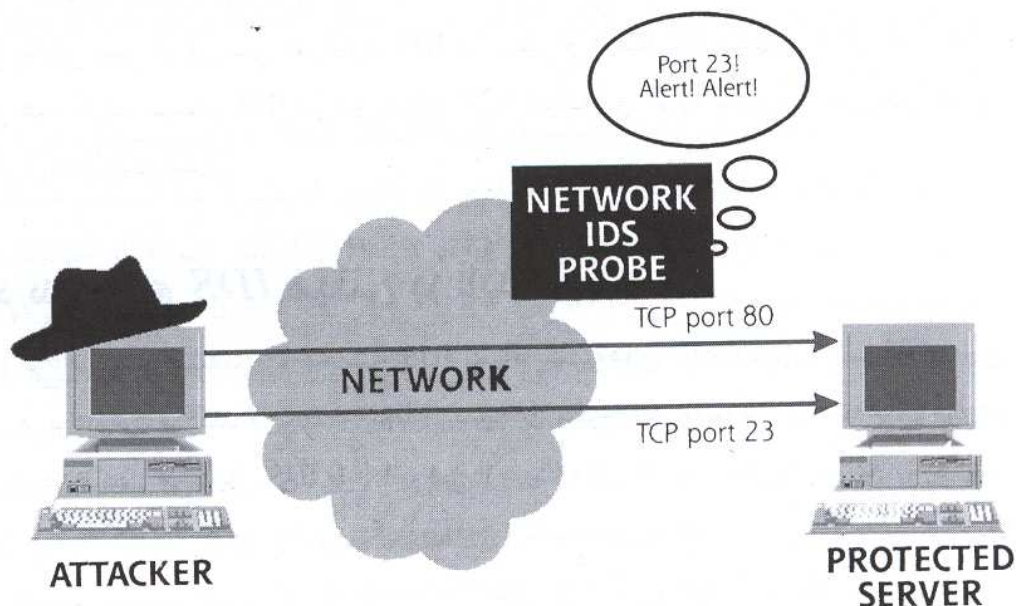 Port 23!
Alert! Alert!
NETWORK
IDS
PROBE
TCP port 80
NETWORK
TCP port 23
ATTACKER
PROTECTED
SERVER